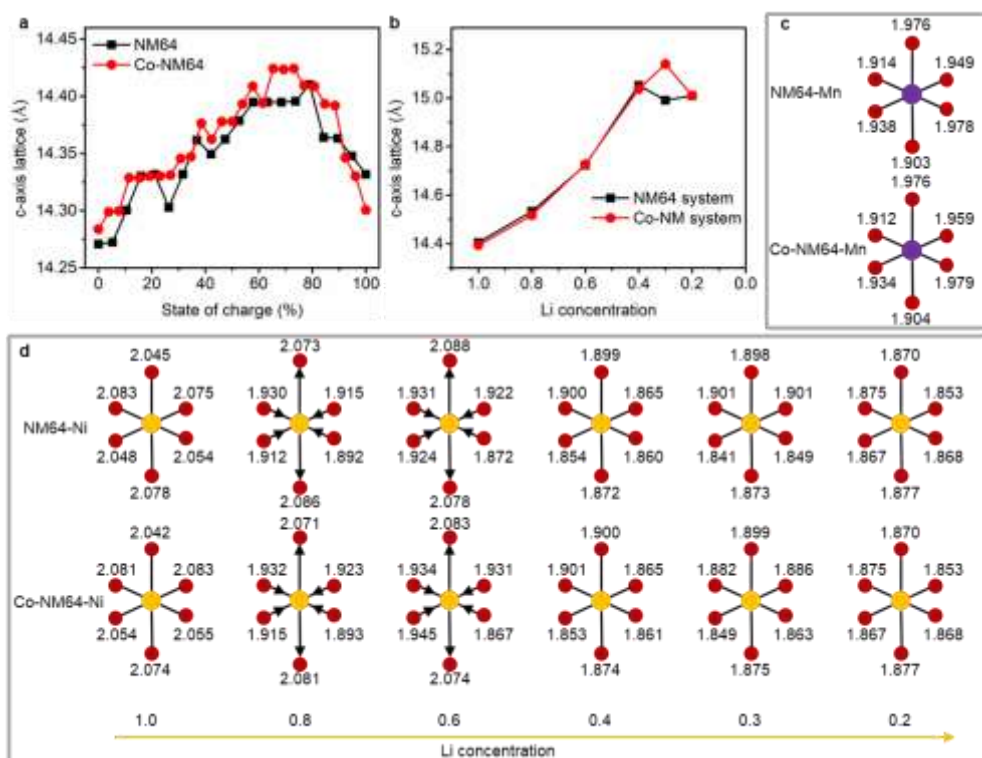 a
NM64
Co-NM64
c-axis lattice (Å)
14.45
14.40
14.35
14.30
14.25
0 20 40 60 80 100
State of charge (%)
b
c-axis lattice (Å)
15.2
15.0
14.8
14.6
14.4
NM64 system
Co-NM system
1.0 0.8 0.6 0.4 0.2 0.0
Li concentration
c
1.976
1.914 1.949
NM64-Mn
1.938 1.978
1.903
1.976
1.912 1.959
Co-NM64-Mn
1.934 1.979
1.904
d
2.045 2.073 2.088 1.899 1.898 1.870
2.083 2.075 1.930 1.915 1.931 1.922 1.900 1.865 1.901 1.901 1.875 1.853
NM64-Ni
2.048 2.054 1.912 1.892 1.924 1.872 1.854 1.860 1.841 1.849 1.867 1.868
2.078 2.086 2.078 1.872 1.873 1.877
2.042 2.071 2.083 1.900 1.899 1.870
2.081 2.083 1.932 1.923 1.934 1.931 1.901 1.865 1.882 1.886 1.875 1.853
Co-NM64-Ni
2.054 2.055 1.915 1.893 1.945 1.867 1.853 1.861 1.849 1.863 1.867 1.868
2.074 2.081 2.074 1.874 1.875 1.877
1.0 0.8 0.6 0.4 0.3 0.2
Li concentration